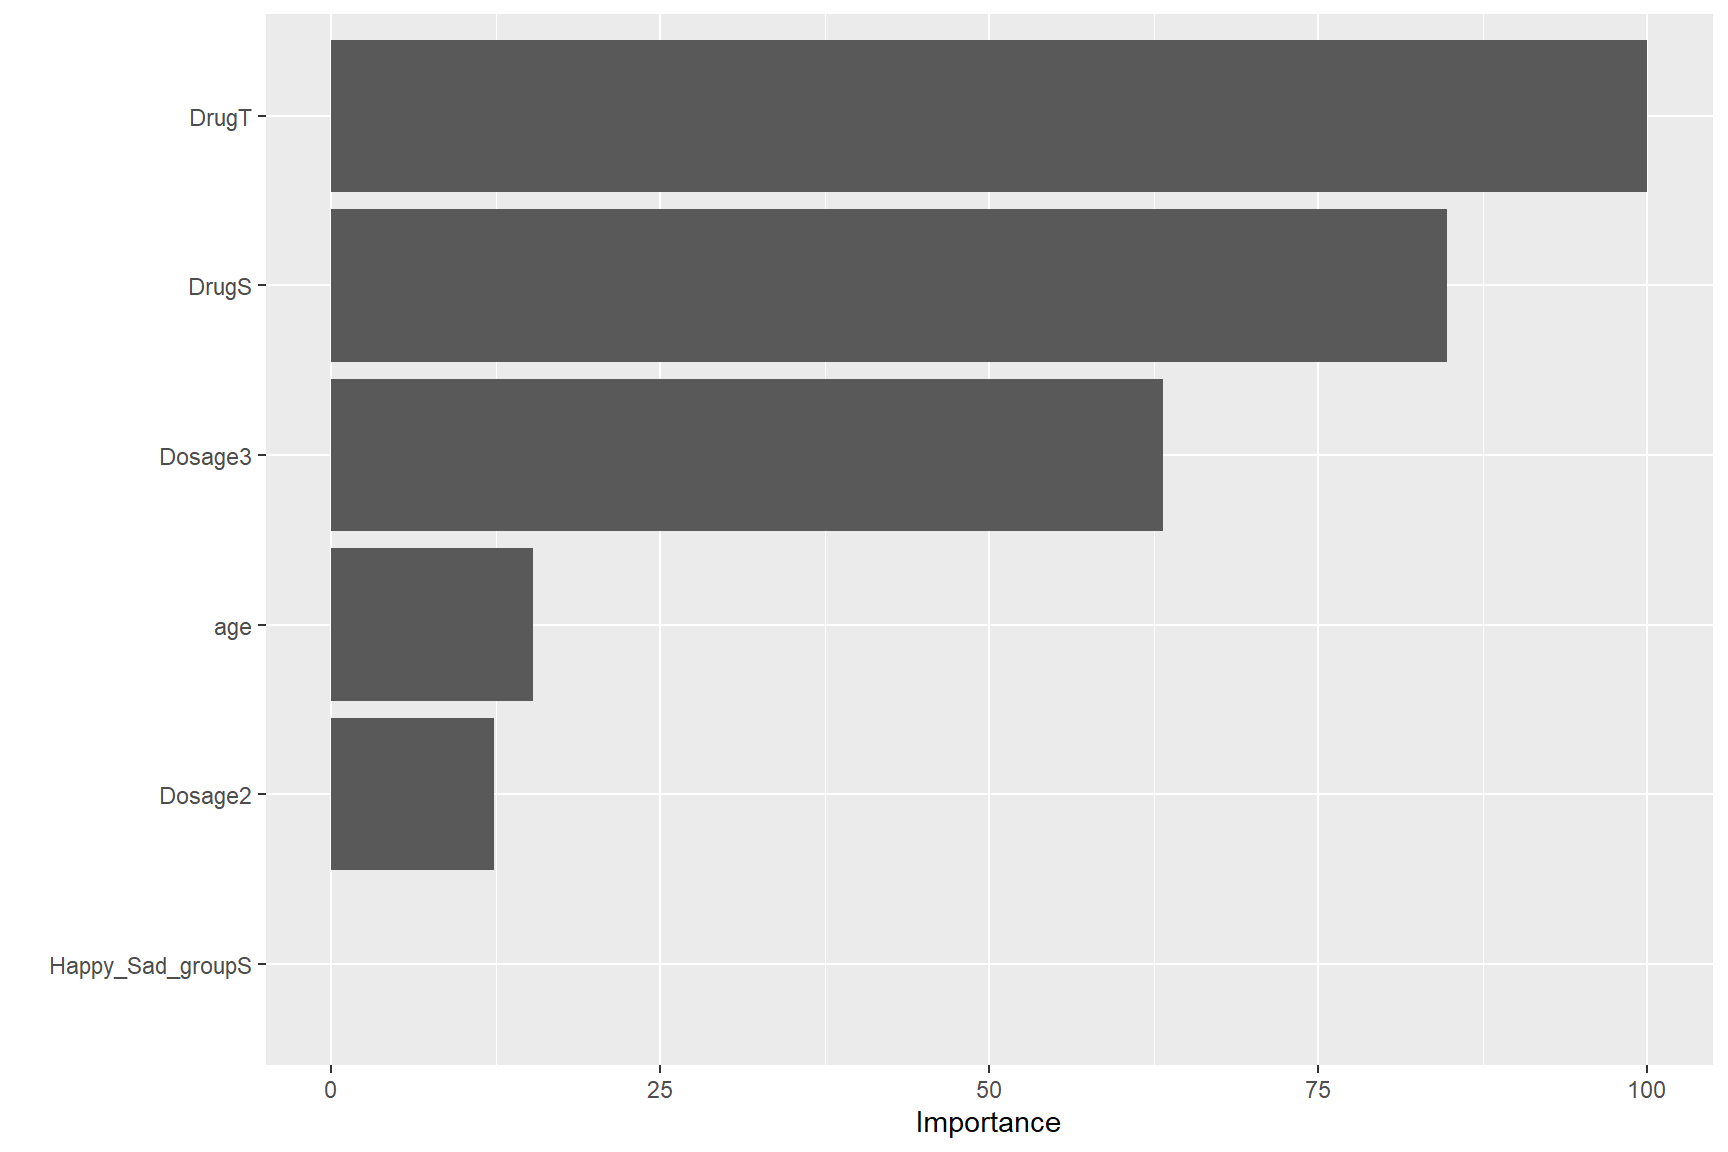 DrugT
DrugS
Dosage3
age
Dosage2
Happy_Sad_groupS
0 25 50 75 100
Importance